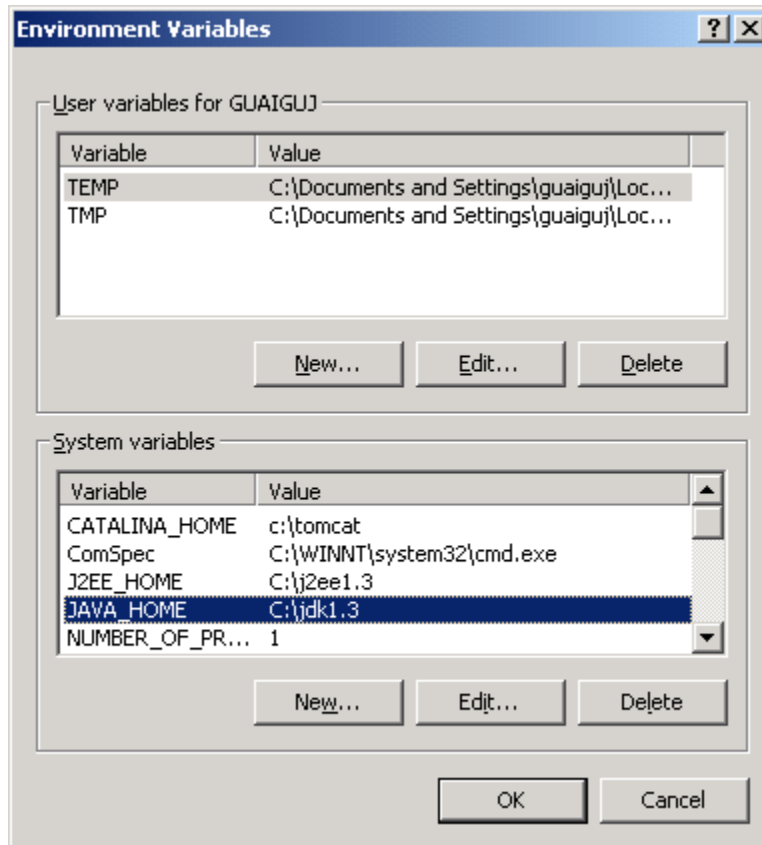 Environment Variables
User variables for GUAIGUJ
Variable Value
TEMP C:\Documents and Settings\guaiguj\Loc...
TMP C:\Documents and Settings\guaiguj\Loc...
New... Edit... Delete
System variables
Variable Value
CATALINA_HOME c:\tomcat
ComSpec C:\WINNT\system32\cmd.exe
J2EE_HOME C:\j2ee1.3
JAVA_HOME C:\jdk1.3
NUMBER_OF_PR... 1
New... Edit... Delete
OK Cancel